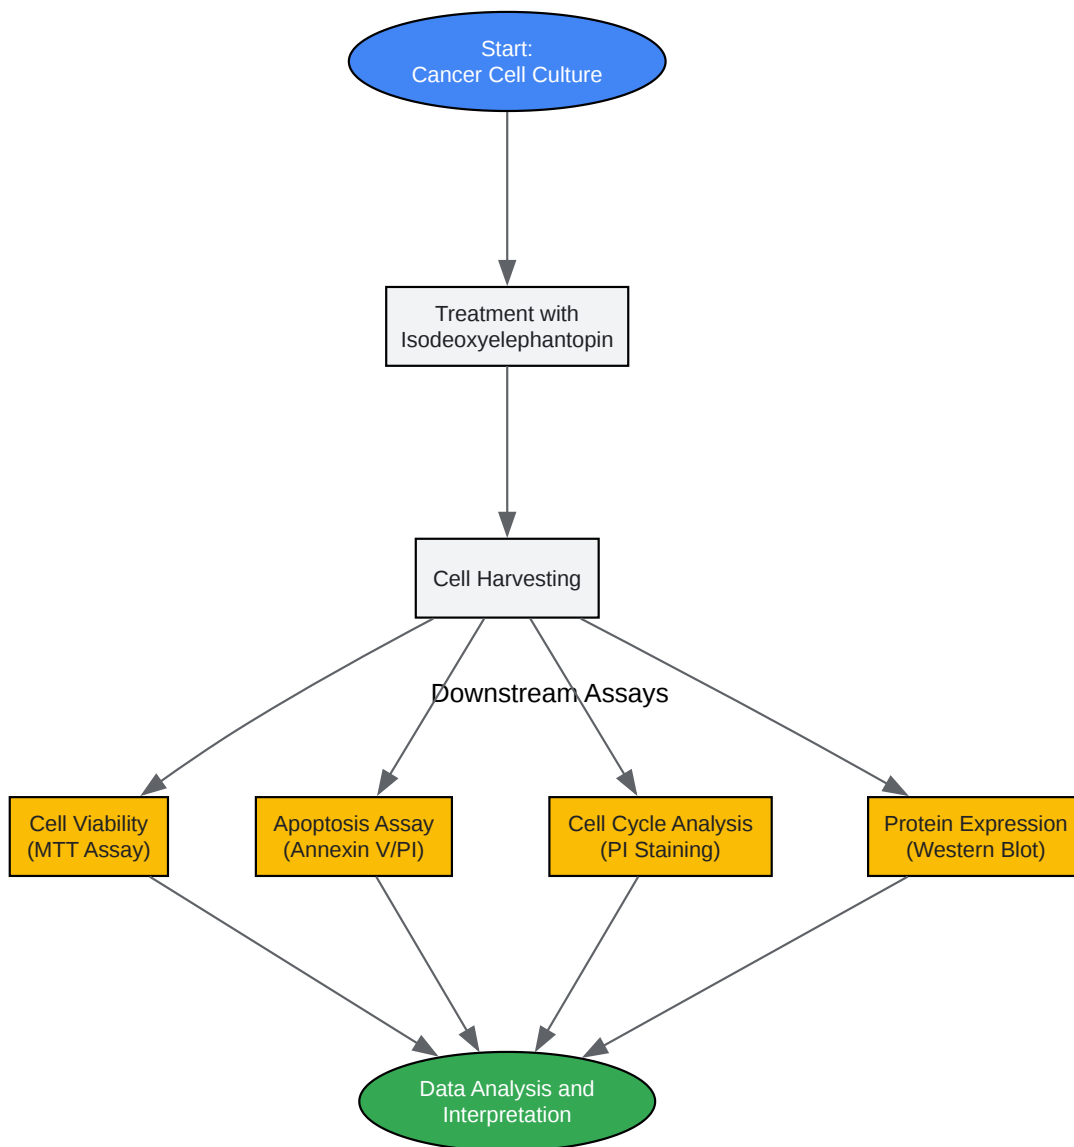 Start:
Cancer Cell Culture
Treatment with
Isodeoxyelephantopin
Cell Harvesting
Downstream Assays
Cell Viability
(MTT Assay)
Apoptosis Assay
(Annexin V/PI)
Cell Cycle Analysis
(PI Staining)
Protein Expression
(Western Blot)
Data Analysis and
Interpretation